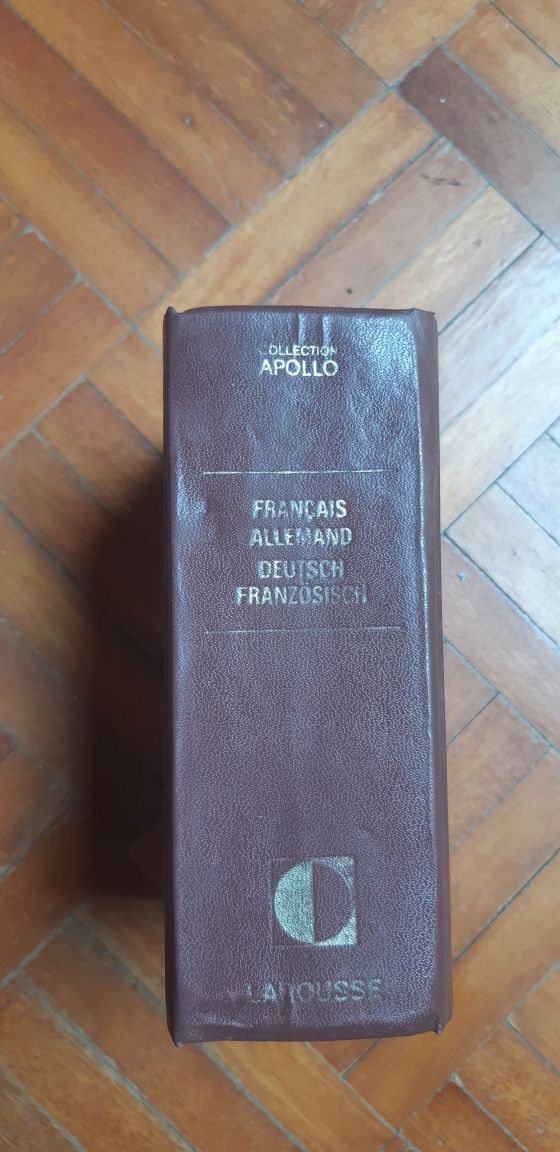 COLLECTION
APOLLO
FRANÇAIS
ALLEMAND
DEUTSCH
FRANZÖSISCH
LAROUSSE